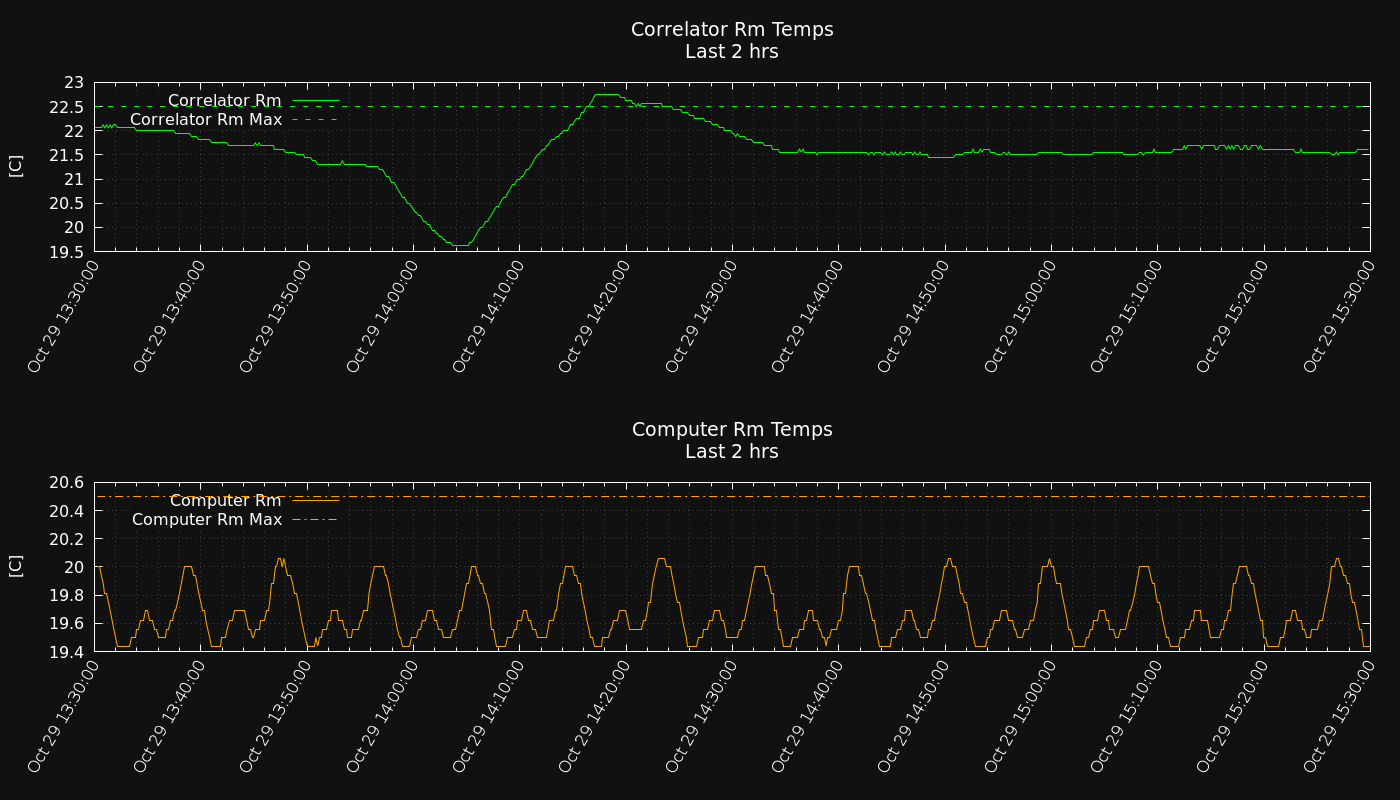 Correlator Rm Temps
Last 2 hrs
[C]
23
22.5
22
21.5
21
20.5
20
19.5
Correlator Rm
Correlator Rm Max
Oct 29 13:30:00
Oct 29 13:40:00
Oct 29 13:50:00
Oct 29 14:00:00
Oct 29 14:10:00
Oct 29 14:20:00
Oct 29 14:30:00
Oct 29 14:40:00
Oct 29 14:50:00
Oct 29 15:00:00
Oct 29 15:10:00
Oct 29 15:20:00
Oct 29 15:30:00
Computer Rm Temps
Last 2 hrs
[C]
20.6
20.4
20.2
20
19.8
19.6
19.4
Computer Rm
Computer Rm Max
Oct 29 13:30:00
Oct 29 13:40:00
Oct 29 13:50:00
Oct 29 14:00:00
Oct 29 14:10:00
Oct 29 14:20:00
Oct 29 14:30:00
Oct 29 14:40:00
Oct 29 14:50:00
Oct 29 15:00:00
Oct 29 15:10:00
Oct 29 15:20:00
Oct 29 15:30:00